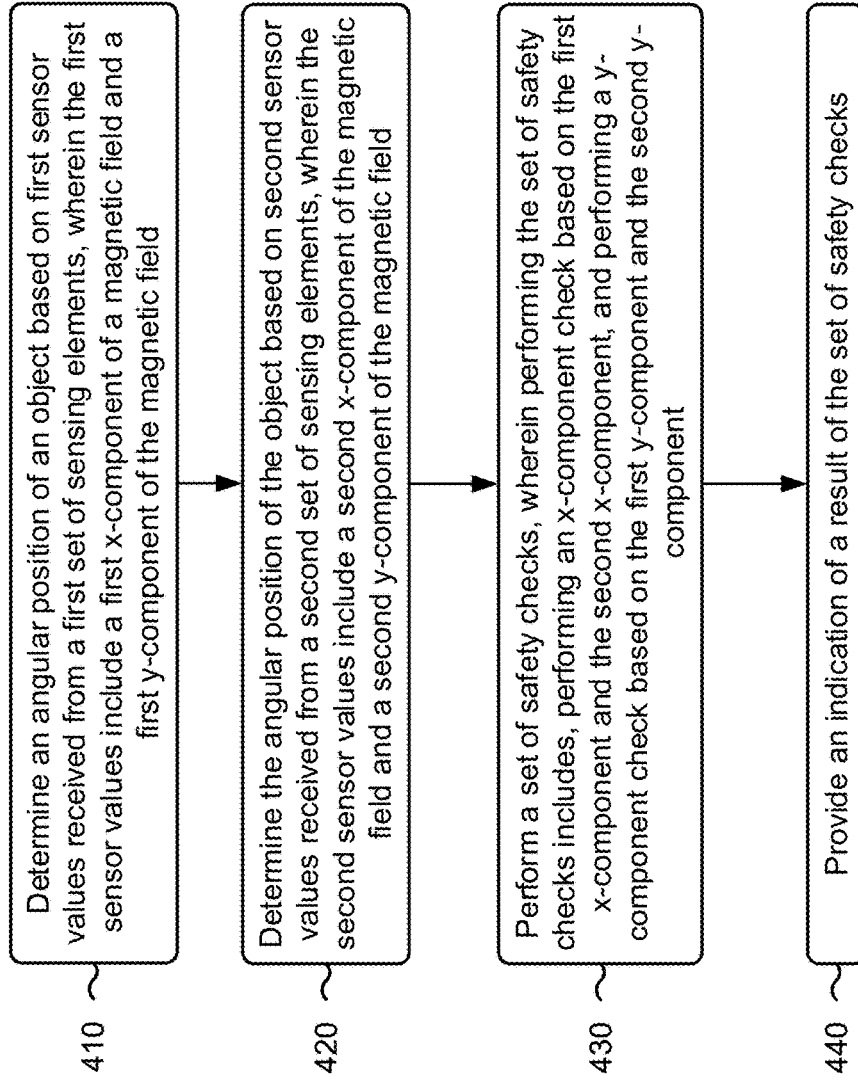 410
Determine an angular position of an object based on first sensor
values received from a first set of sensing elements, wherein the first
sensor values include a first x-component of a magnetic field and a
first y-component of the magnetic field
420
Determine the angular position of the object based on second sensor
values received from a second set of sensing elements, wherein the
second sensor values include a second x-component of the magnetic
field and a second y-component of the magnetic field
430
Perform a set of safety checks, wherein performing the set of safety
checks includes, performing an x-component check based on the first
x-component and the second x-component, and performing a y-
component check based on the first y-component and the second y-
component
440
Provide an indication of a result of the set of safety checks